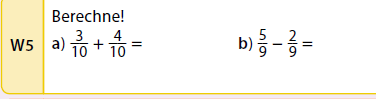 Berechne!
W5 a) 3/10 + 4/10 = b) 5/9 − 2/9 =